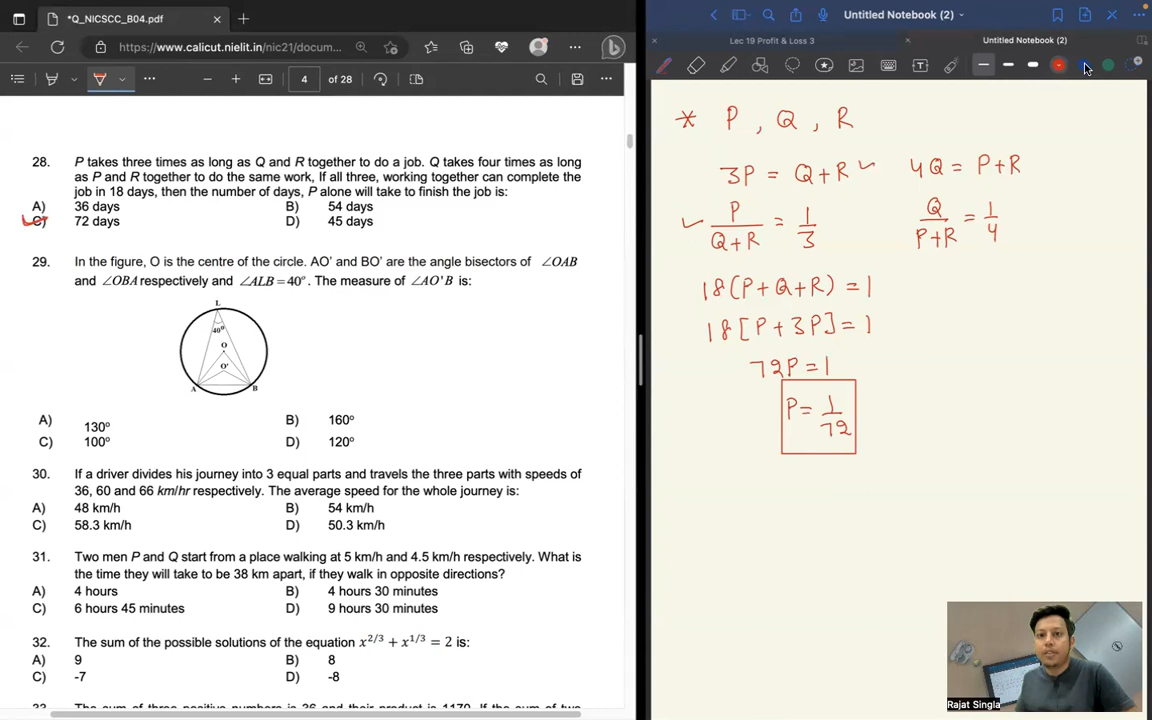 *Q_NICSCC_B04.pdf
https://www.calicut.nielit.in/nic21/docum...
4 of 28
28. P takes three times as long as Q and R together to do a job. Q takes four times as long
as P and R together to do the same work, If all three, working together can complete the
job in 18 days, then the number of days, P alone will take to finish the job is:
A) 36 days B) 54 days
C) 72 days D) 45 days
29. In the figure, O is the centre of the circle. AO' and BO' are the angle bisectors of ∠OAB
and ∠OBA respectively and ∠ALB = 40°. The measure of ∠AO'B is:
L
40°
O
O'
A B
A) 130° B) 160°
C) 100° D) 120°
30. If a driver divides his journey into 3 equal parts and travels the three parts with speeds of
36, 60 and 66 km/hr respectively. The average speed for the whole journey is:
A) 48 km/h B) 54 km/h
C) 58.3 km/h D) 50.3 km/h
31. Two men P and Q start from a place walking at 5 km/h and 4.5 km/h respectively. What is
the time they will take to be 38 km apart, if they walk in opposite directions?
A) 4 hours B) 4 hours 30 minutes
C) 6 hours 45 minutes D) 9 hours 30 minutes
32. The sum of the possible solutions of the equation x^{2/3} + x^{1/3} = 2 is:
A) 9 B) 8
C) -7 D) -8
Untitled Notebook (2)
Lec 19 Profit & Loss 3 Untitled Notebook (2)
* P, Q, R
3P = Q+R ✓ 4Q = P+R
✓ P/(Q+R) = 1/3 Q/(P+R) = 1/4
18(P+Q+R) = 1
18[P+3P] = 1
72P = 1
P = 1/72
Rajat Singla